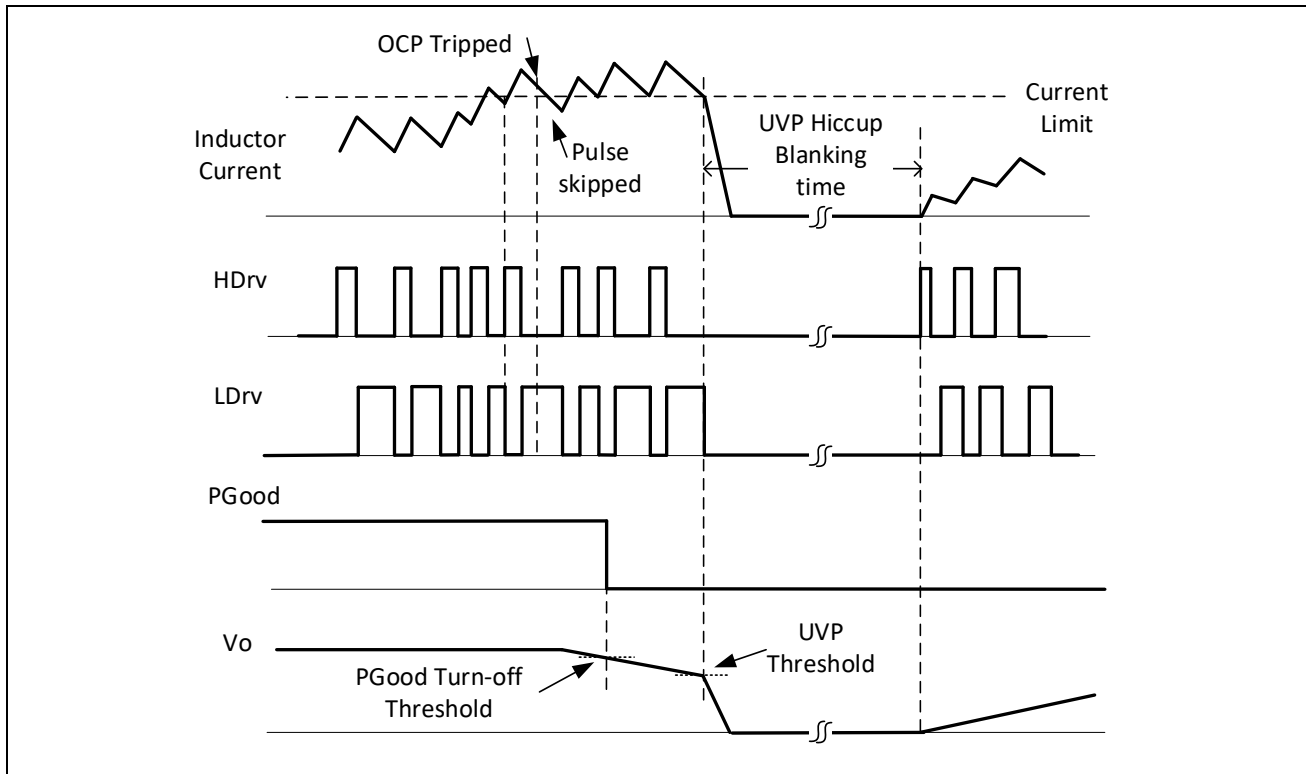 OCP Tripped
Inductor
Current
Pulse
skipped
UVP Hiccup
Blanking
time
Current
Limit
HDrv
LDrv
PGood
Vo
PGood Turn-off
Threshold
UVP
Threshold